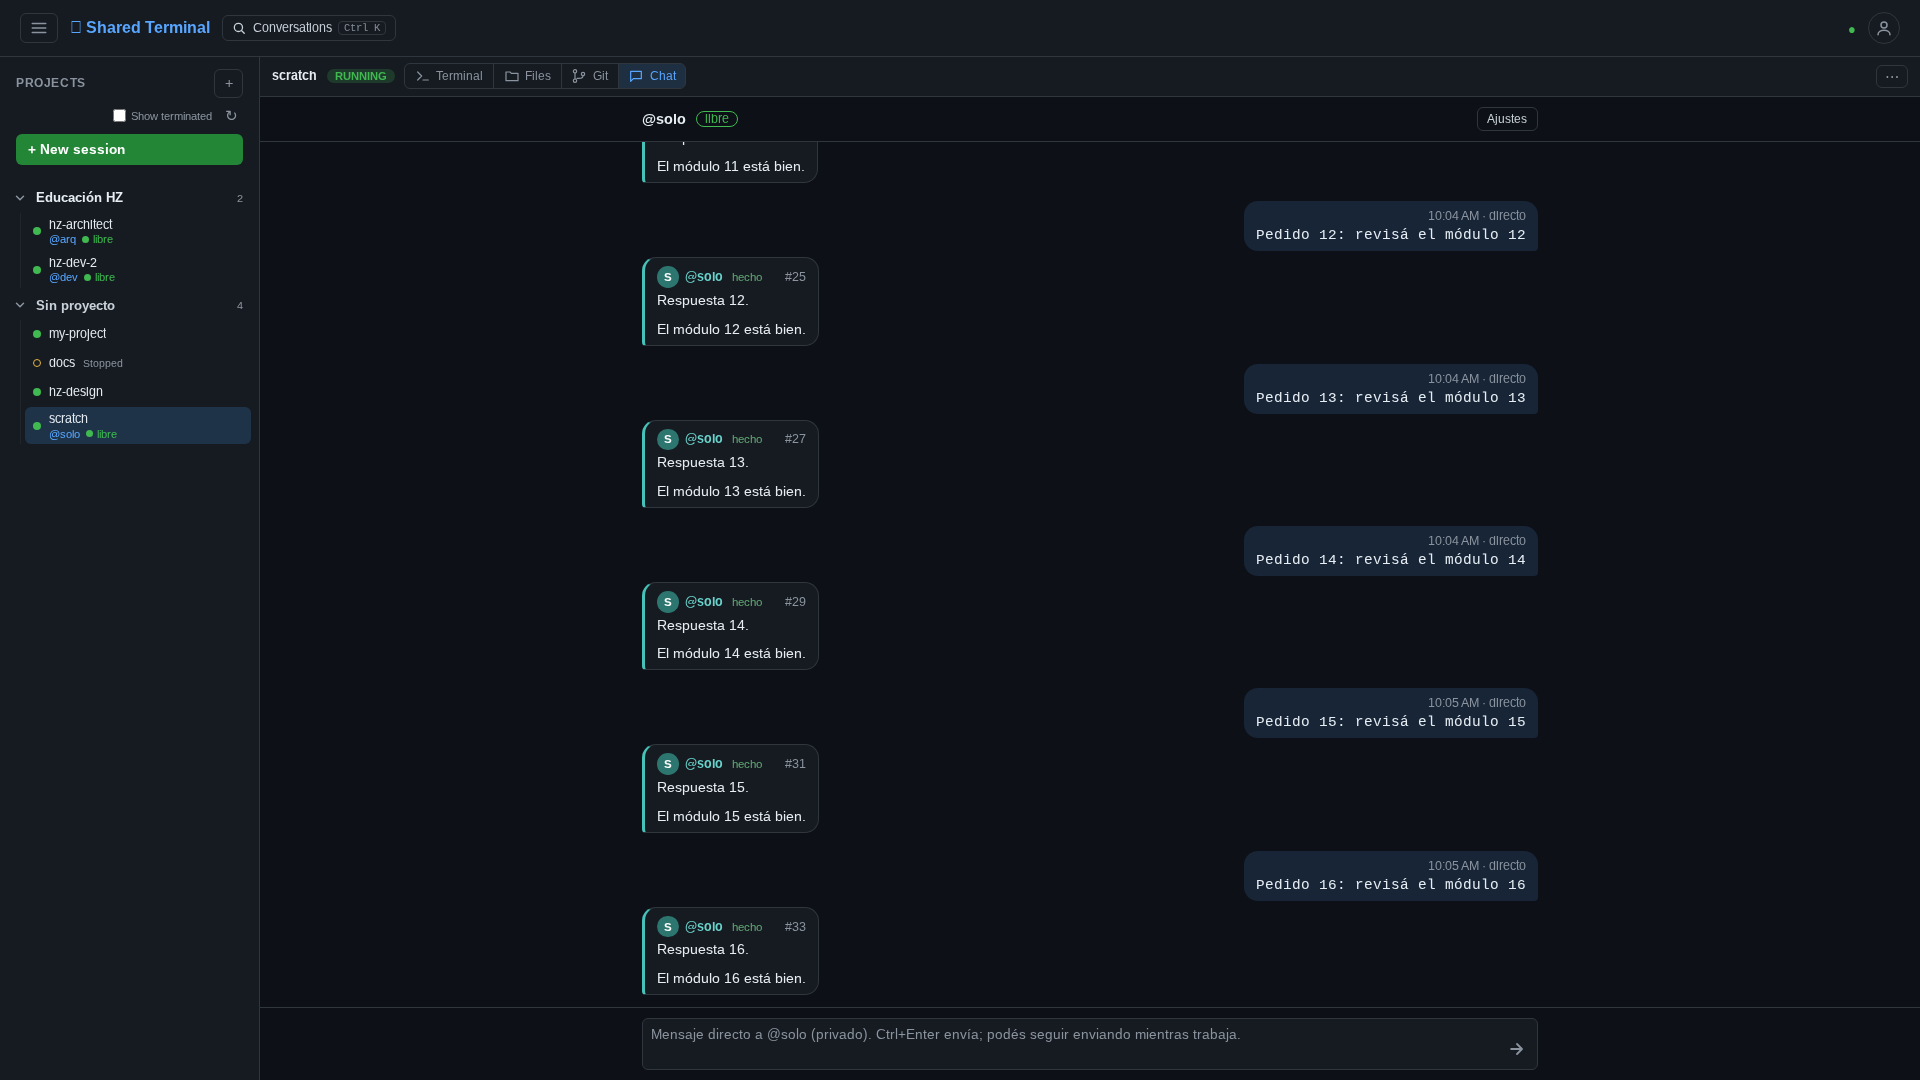 Shared Terminal
Conversations Ctrl K
PROJECTS
+
Show terminated
+ New session
Educación HZ 2
hz-architect
@arq libre
hz-dev-2
@dev libre
Sin proyecto 4
my-project
docs Stopped
hz-design
scratch
@solo libre
scratch RUNNING Terminal Files Git Chat
@solo libre Ajustes
El módulo 11 está bien.
10:04 AM · directo
Pedido 12: revisá el módulo 12
S @solo hecho #25
Respuesta 12.
El módulo 12 está bien.
10:04 AM · directo
Pedido 13: revisá el módulo 13
S @solo hecho #27
Respuesta 13.
El módulo 13 está bien.
10:04 AM · directo
Pedido 14: revisá el módulo 14
S @solo hecho #29
Respuesta 14.
El módulo 14 está bien.
10:05 AM · directo
Pedido 15: revisá el módulo 15
S @solo hecho #31
Respuesta 15.
El módulo 15 está bien.
10:05 AM · directo
Pedido 16: revisá el módulo 16
S @solo hecho #33
Respuesta 16.
El módulo 16 está bien.
Mensaje directo a @solo (privado). Ctrl+Enter envía; podés seguir enviando mientras trabaja.